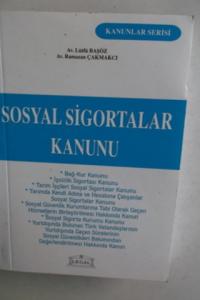 KANUNLAR SERİSİ
Av. Lütfü BAŞÖZ
Av. Ramazan ÇAKMAKCI
SOSYAL SİGORTALAR
KANUNU
• Bağ-Kur Kanunu
• İşsizlik Sigortası Kanunu
• Tarım İşçileri Sosyal Sigortalar Kanunu
• Tarımda Kendi Adına ve Hesabına Çalışanlar
Sosyal Sigortalar Kanunu
• Sosyal Güvenlik Kurumlarına Tabi Olarak Geçen
Hizmetlerin Birleştirilmesi Hakkında Kanun
• Sosyal Sigorta Kurumu Kanunu
• Yurtdışında Bulunan Türk Vatandaşlarının
Yurtdışında Geçen Sürelerinin
Sosyal Güvenlikleri Bakımından
Değerlendirilmesi Hakkında Kanun